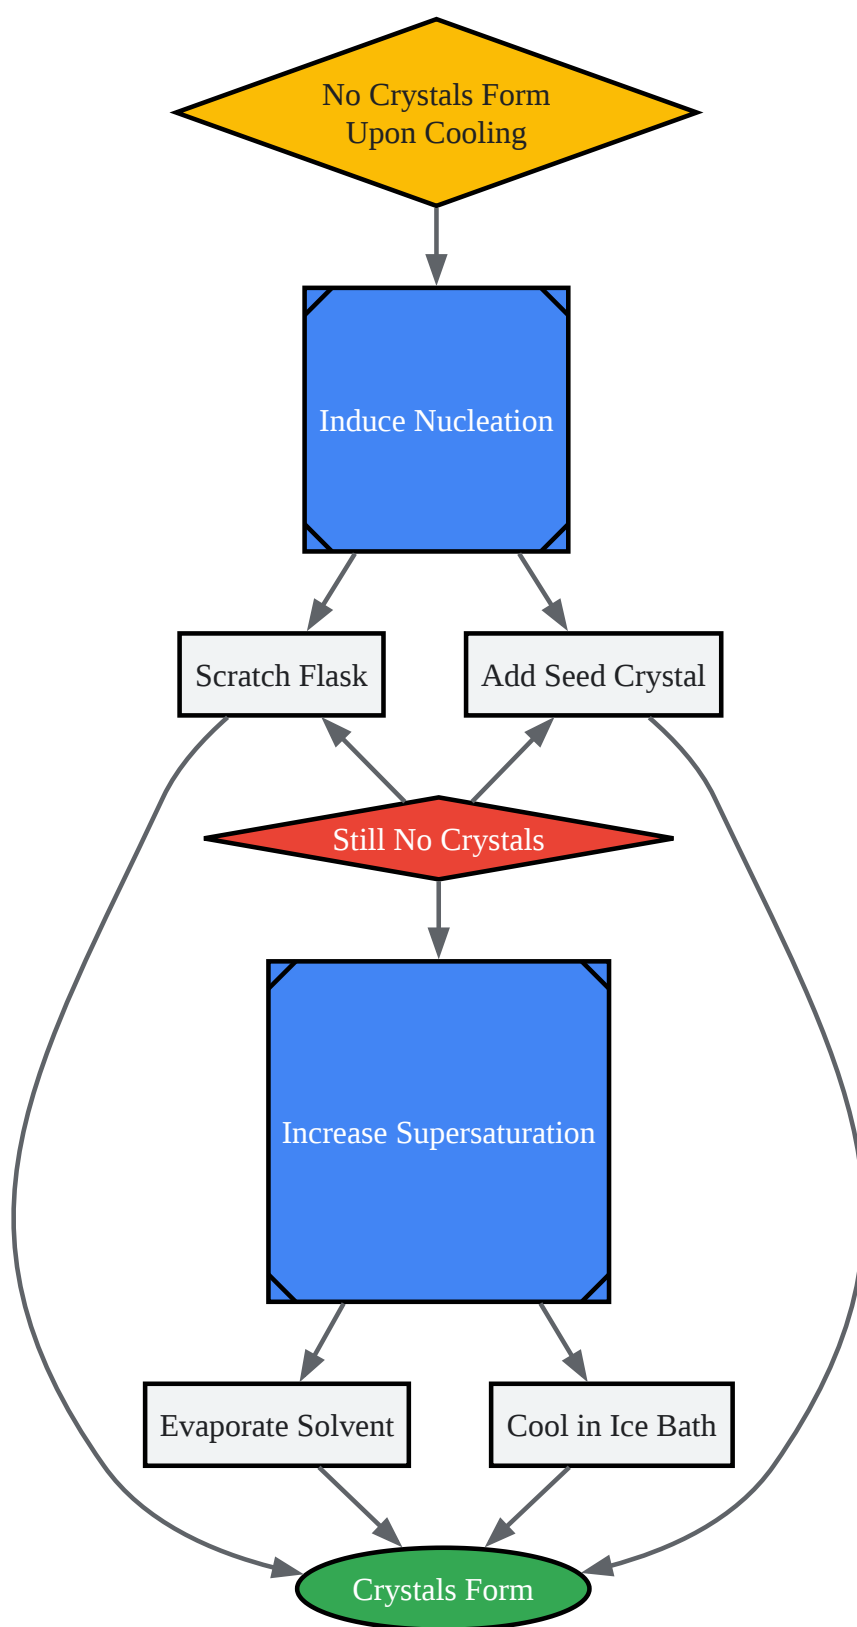 No Crystals Form
Upon Cooling
Induce Nucleation
Scratch Flask
Add Seed Crystal
Still No Crystals
Increase Supersaturation
Evaporate Solvent
Cool in Ice Bath
Crystals Form